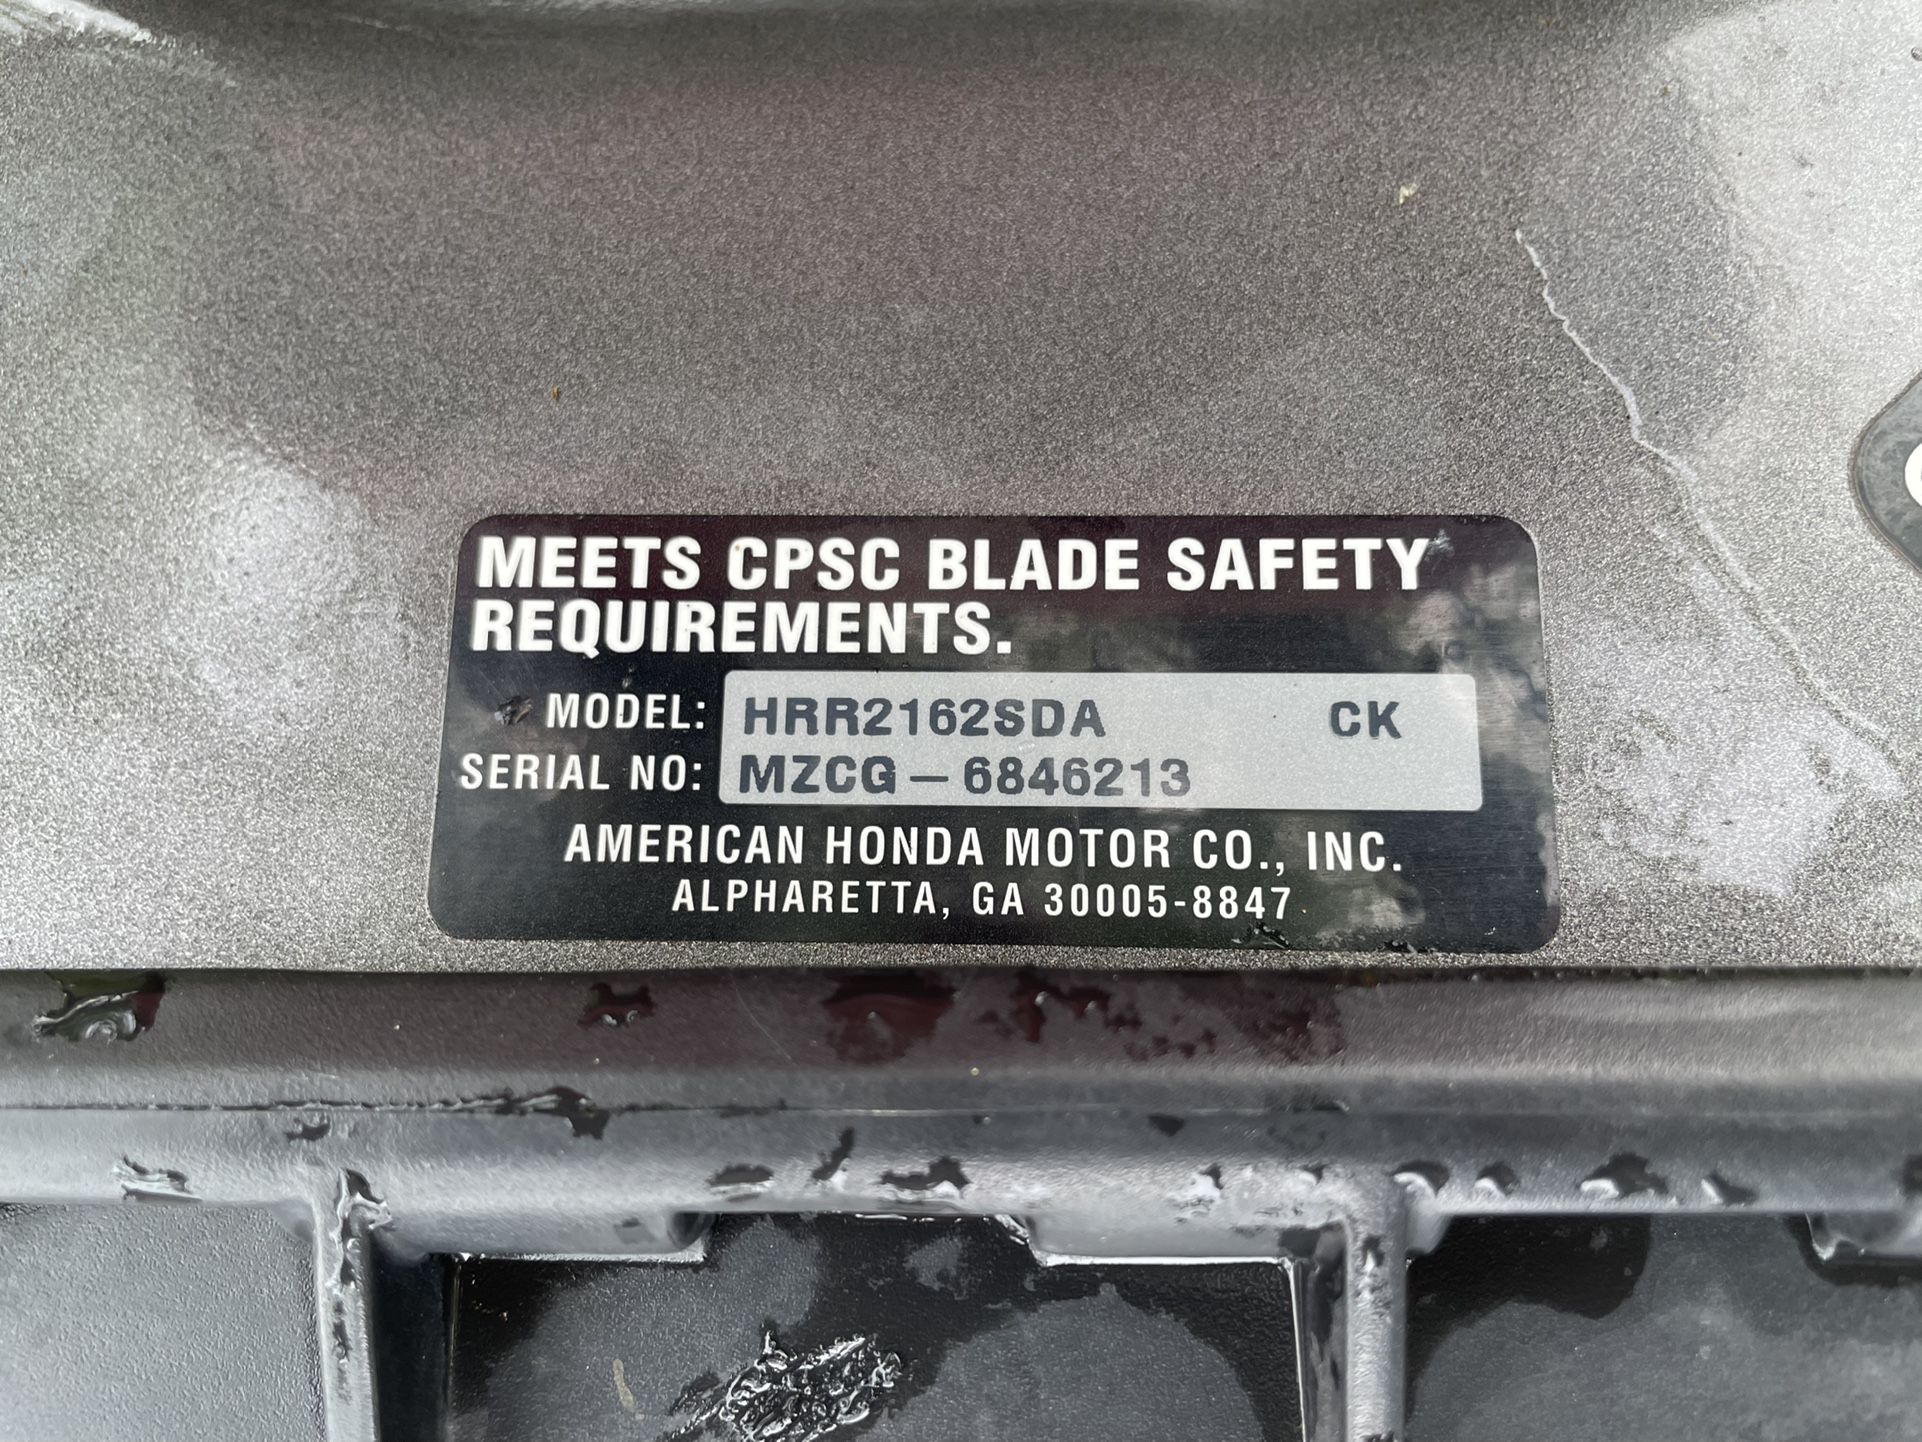 MEETS CPSC BLADE SAFETY
REQUIREMENTS.
MODEL: HRR2162SDA CK
SERIAL NO: MZCG – 6846213
AMERICAN HONDA MOTOR CO., INC.
ALPHARETTA, GA 30005-8847